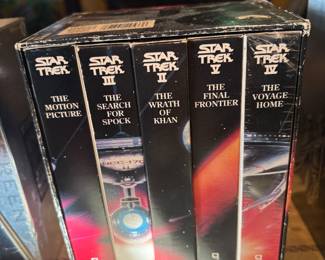 STAR
TREK
THE
MOTION
PICTURE
STAR
TREK
III
THE
SEARCH
FOR
SPOCK
STAR
TREK
II
THE
WRATH
OF
KHAN
STAR
TREK
V
THE
FINAL
FRONTIER
STAR
TREK
IV
THE
VOYAGE
HOME